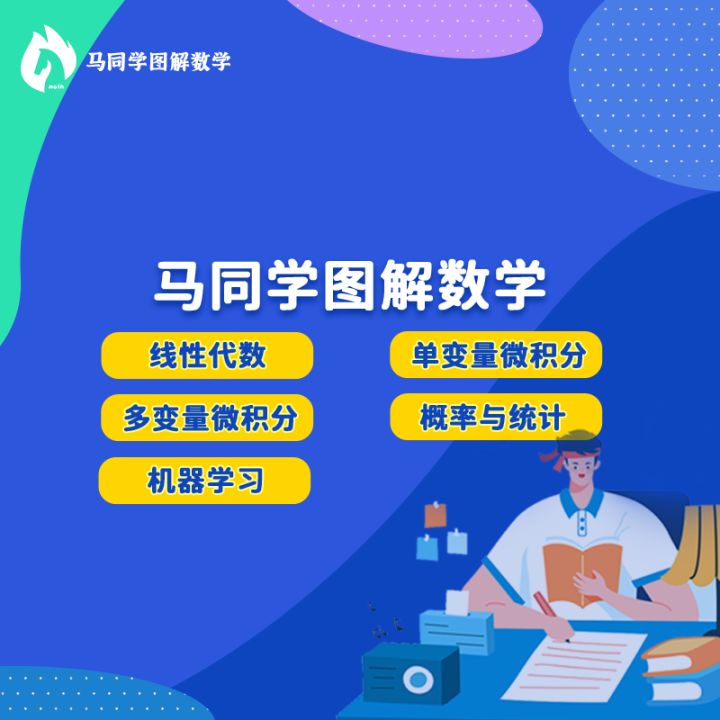 马同学图解数学
math
马同学图解数学
线性代数
单变量微积分
多变量微积分
概率与统计
机器学习